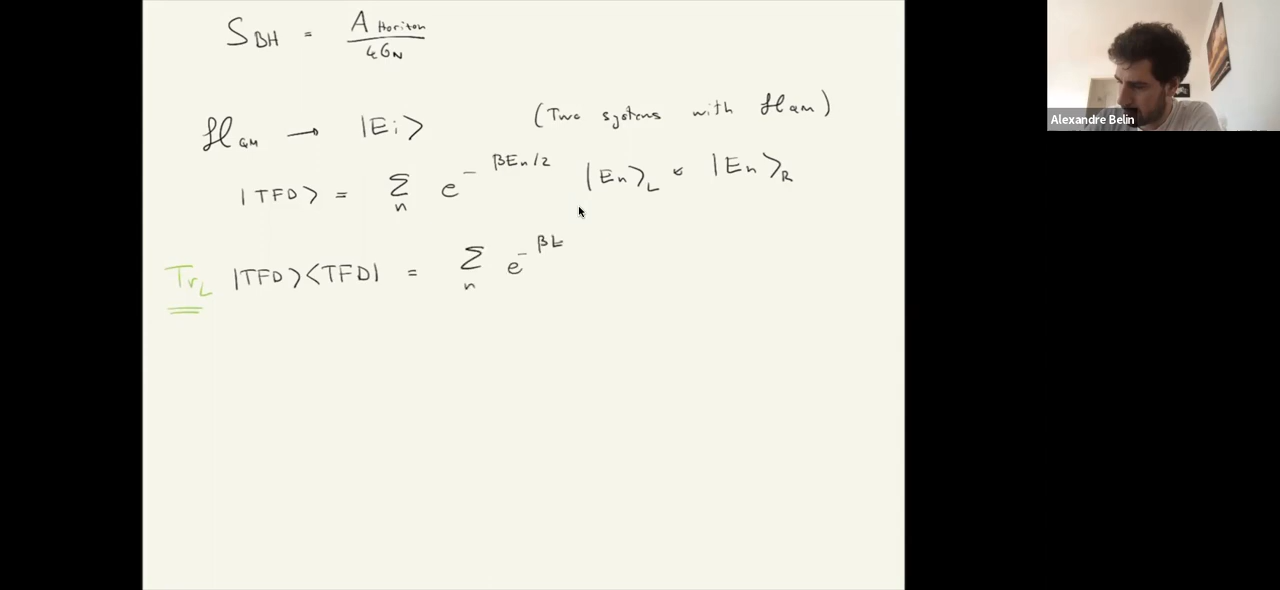 S_BH = A_Horizon / 4G_N
H_QM → |E_i> (Two systems with H_QM)
|TFD> = Σ_n e^{-βE_n/2} |E_n>_L ⊗ |E_n>_R
Tr_L |TFD><TFD| = Σ_n e^{-βE
Alexandre Belin